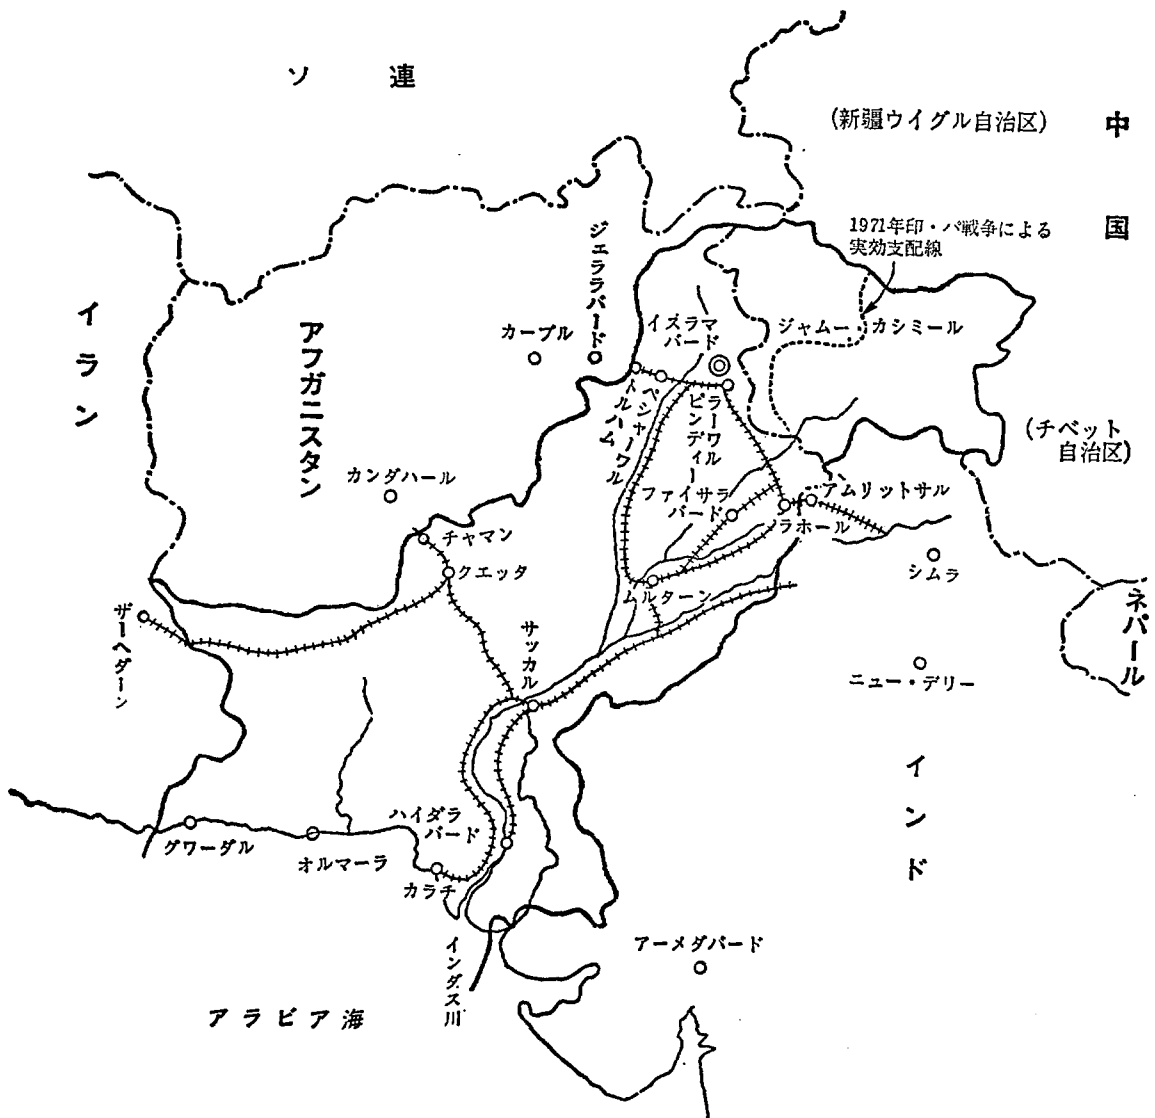 ソ連
(新疆ウイグル自治区)
中国
1971年印・パ戦争による
実効支配線
ジェララバード
イラン
アフガニスタン
カーブル
イズラマ
バード
ジャムー・カシミール
トルハム
ペシャーワル
ラーワル
ピンディー
(チベット
自治区)
カンダハール
ファイサラ
バード
アムリットサル
ラホール
チャマン
クエッタ
シムラ
ムルターン
ザーヘダーン
サッカル
ネパール
ニュー・デリー
インド
ハイダラ
バード
グワーダル
オルマーラ
カラチ
インダス川
アーメダバード
アラビア海